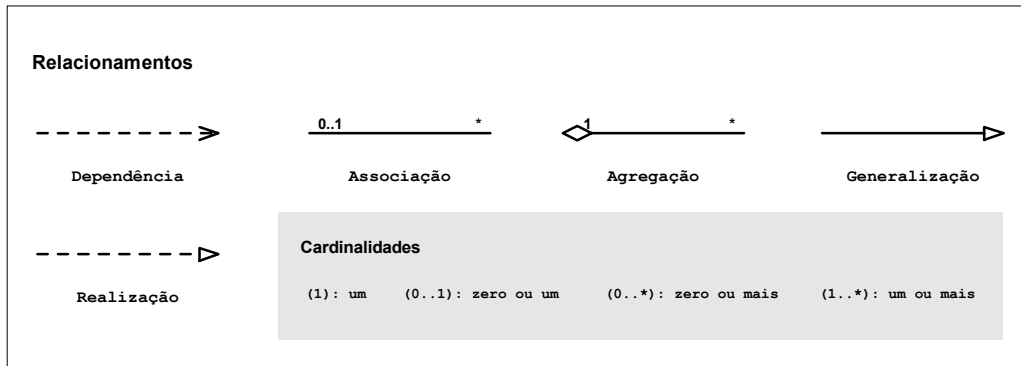 Relacionamentos
0..1 * 1 *
Dependência Associação Agregação Generalização
Cardinalidades
Realização (1): um (0..1): zero ou um (0..*): zero ou mais (1..*): um ou mais